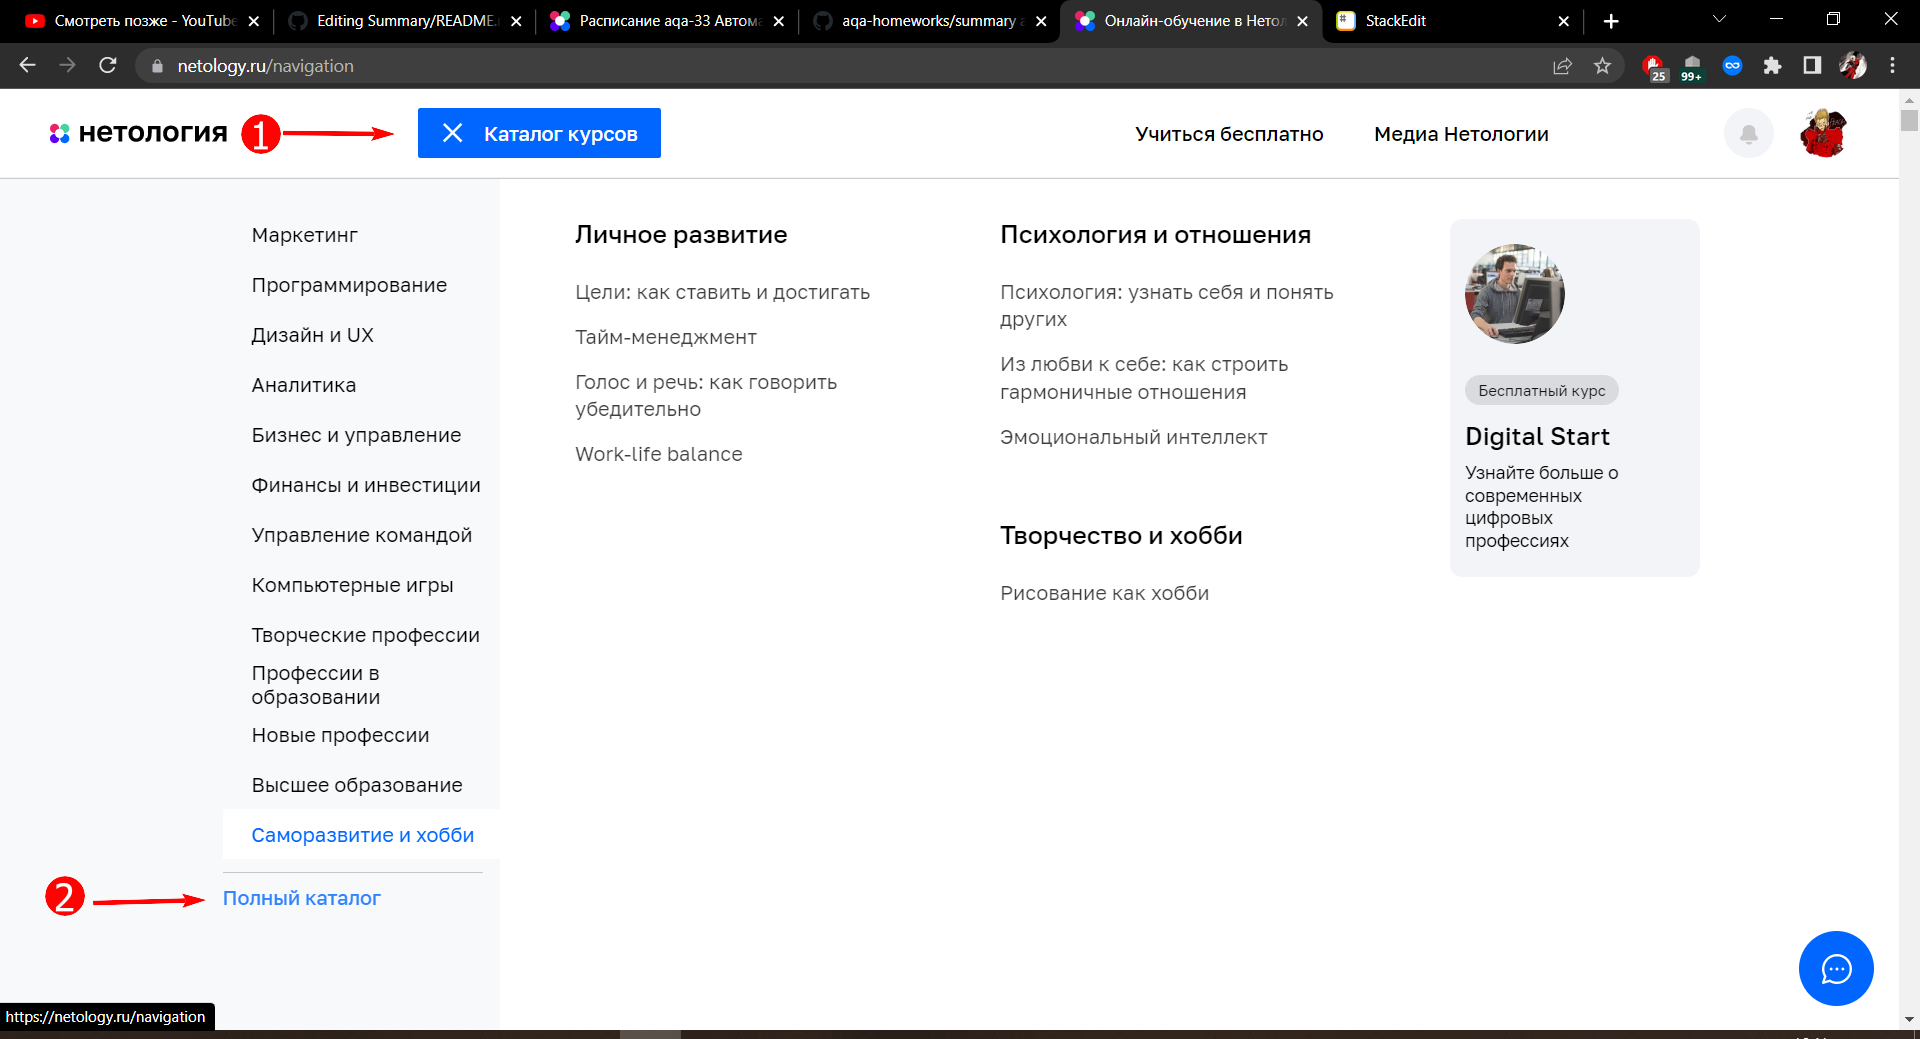 Смотреть позже - YouTube
Editing Summary/README.
Расписание aqa-33 Автом
aqa-homeworks/summary
Онлайн-обучение в Нетол
StackEdit
netology.ru/navigation
25
99+
нетология
1
Каталог курсов
Учиться бесплатно
Медиа Нетологии
Маркетинг
Программирование
Дизайн и UX
Аналитика
Бизнес и управление
Финансы и инвестиции
Управление командой
Компьютерные игры
Творческие профессии
Профессии в
образовании
Новые профессии
Высшее образование
Саморазвитие и хобби
2
Полный каталог
Личное развитие
Цели: как ставить и достигать
Тайм-менеджмент
Голос и речь: как говорить
убедительно
Work-life balance
Психология и отношения
Психология: узнать себя и понять
других
Из любви к себе: как строить
гармоничные отношения
Эмоциональный интеллект
Творчество и хобби
Рисование как хобби
Бесплатный курс
Digital Start
Узнайте больше о
современных
цифровых
профессиях
https://netology.ru/navigation